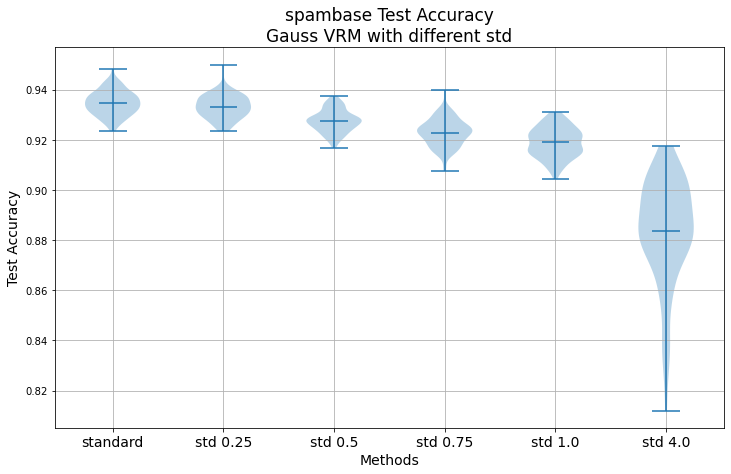 spambase Test Accuracy
Gauss VRM with different std
Test Accuracy
0.94
0.92
0.90
0.88
0.86
0.84
0.82
standard std 0.25 std 0.5 std 0.75 std 1.0 std 4.0
Methods